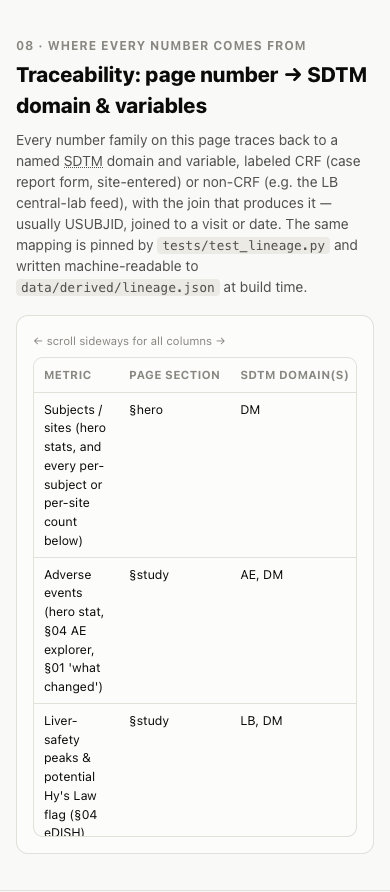 08 · WHERE EVERY NUMBER COMES FROM
Traceability: page number → SDTM
domain & variables
Every number family on this page traces back to a
named SDTM domain and variable, labeled CRF (case
report form, site-entered) or non-CRF (e.g. the LB
central-lab feed), with the join that produces it —
usually USUBJID, joined to a visit or date. The same
mapping is pinned by tests/test_lineage.py and
written machine-readable to
data/derived/lineage.json at build time.
← scroll sideways for all columns →
METRIC PAGE SECTION SDTM DOMAIN(S)
Subjects / §hero DM
sites (hero
stats, and
every per-
subject or
per-site
count
below)
Adverse §study AE, DM
events
(hero stat,
§04 AE
explorer,
§01 'what
changed')
Liver- §study LB, DM
safety
peaks &
potential
Hy's Law
flag (§04
eDISH)